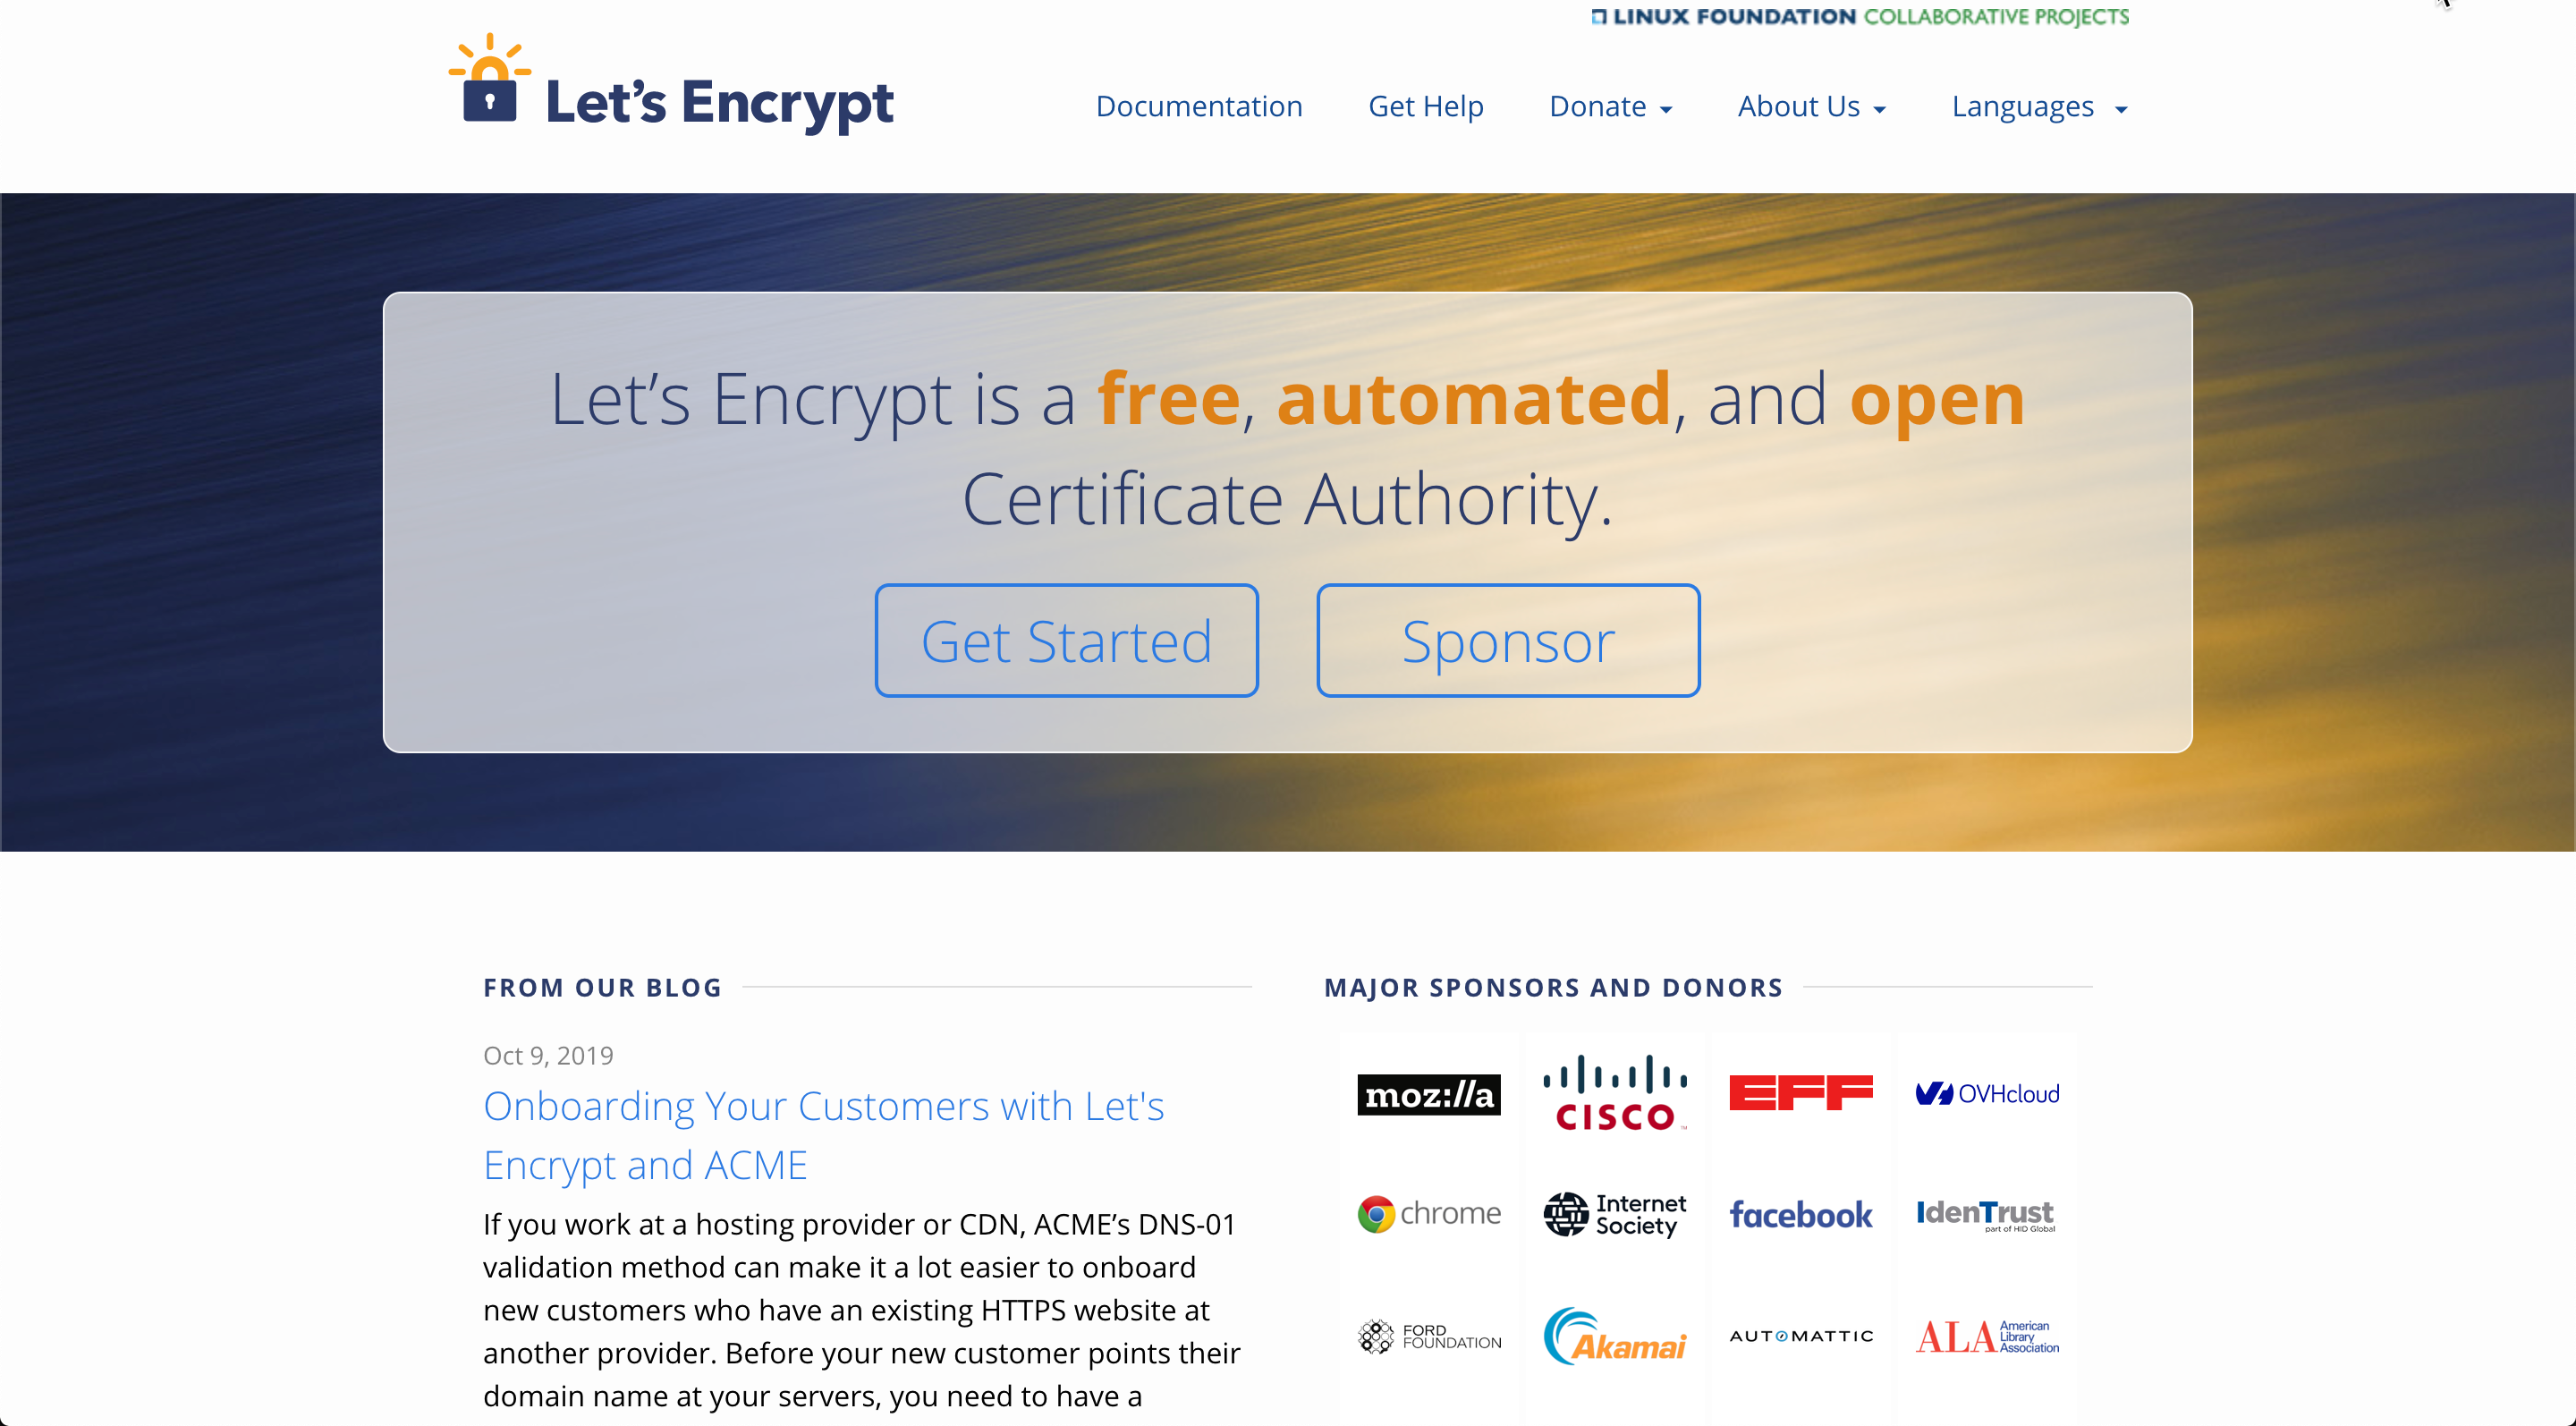 LINUX FOUNDATION COLLABORATIVE PROJECTS
Let’s Encrypt
Documentation
Get Help
Donate
About Us
Languages
Let’s Encrypt is a free, automated, and open
Certificate Authority.
Get Started
Sponsor
FROM OUR BLOG
Oct 9, 2019
Onboarding Your Customers with Let's
Encrypt and ACME
If you work at a hosting provider or CDN, ACME’s DNS-01
validation method can make it a lot easier to onboard
new customers who have an existing HTTPS website at
another provider. Before your new customer points their
domain name at your servers, you need to have a
MAJOR SPONSORS AND DONORS
moz://a
CISCO
TM
EFF
OVHcloud
chrome
Internet
Society
facebook
IdenTrust
part of HID Global
FORD
FOUNDATION
Akamai
AUTOMATTIC
ALA
American
Library
Association